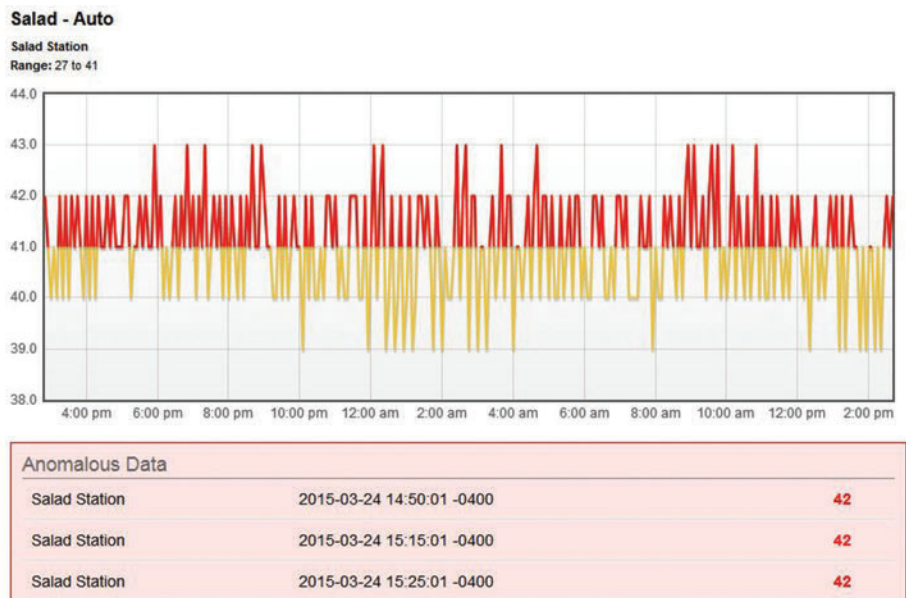 Salad - Auto
Salad Station
Range: 27 to 41
44.0
43.0
42.0
41.0
40.0
39.0
38.0
4:00 pm 6:00 pm 8:00 pm 10:00 pm 12:00 am 2:00 am 4:00 am 6:00 am 8:00 am 10:00 am 12:00 pm 2:00 pm
Anomalous Data
Salad Station 2015-03-24 14:50:01 -0400 42
Salad Station 2015-03-24 15:15:01 -0400 42
Salad Station 2015-03-24 15:25:01 -0400 42